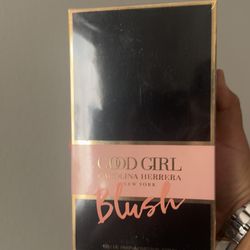 GOOD GIRL
CAROLINA HERRERA
NEW YORK
Blush